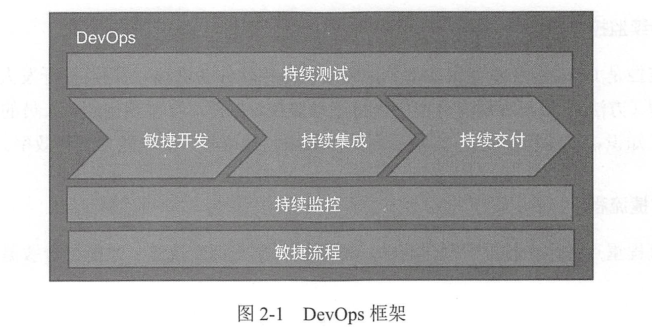 DevOps
持续测试
敏捷开发 持续集成 持续交付
持续监控
敏捷流程
图 2-1 DevOps 框架